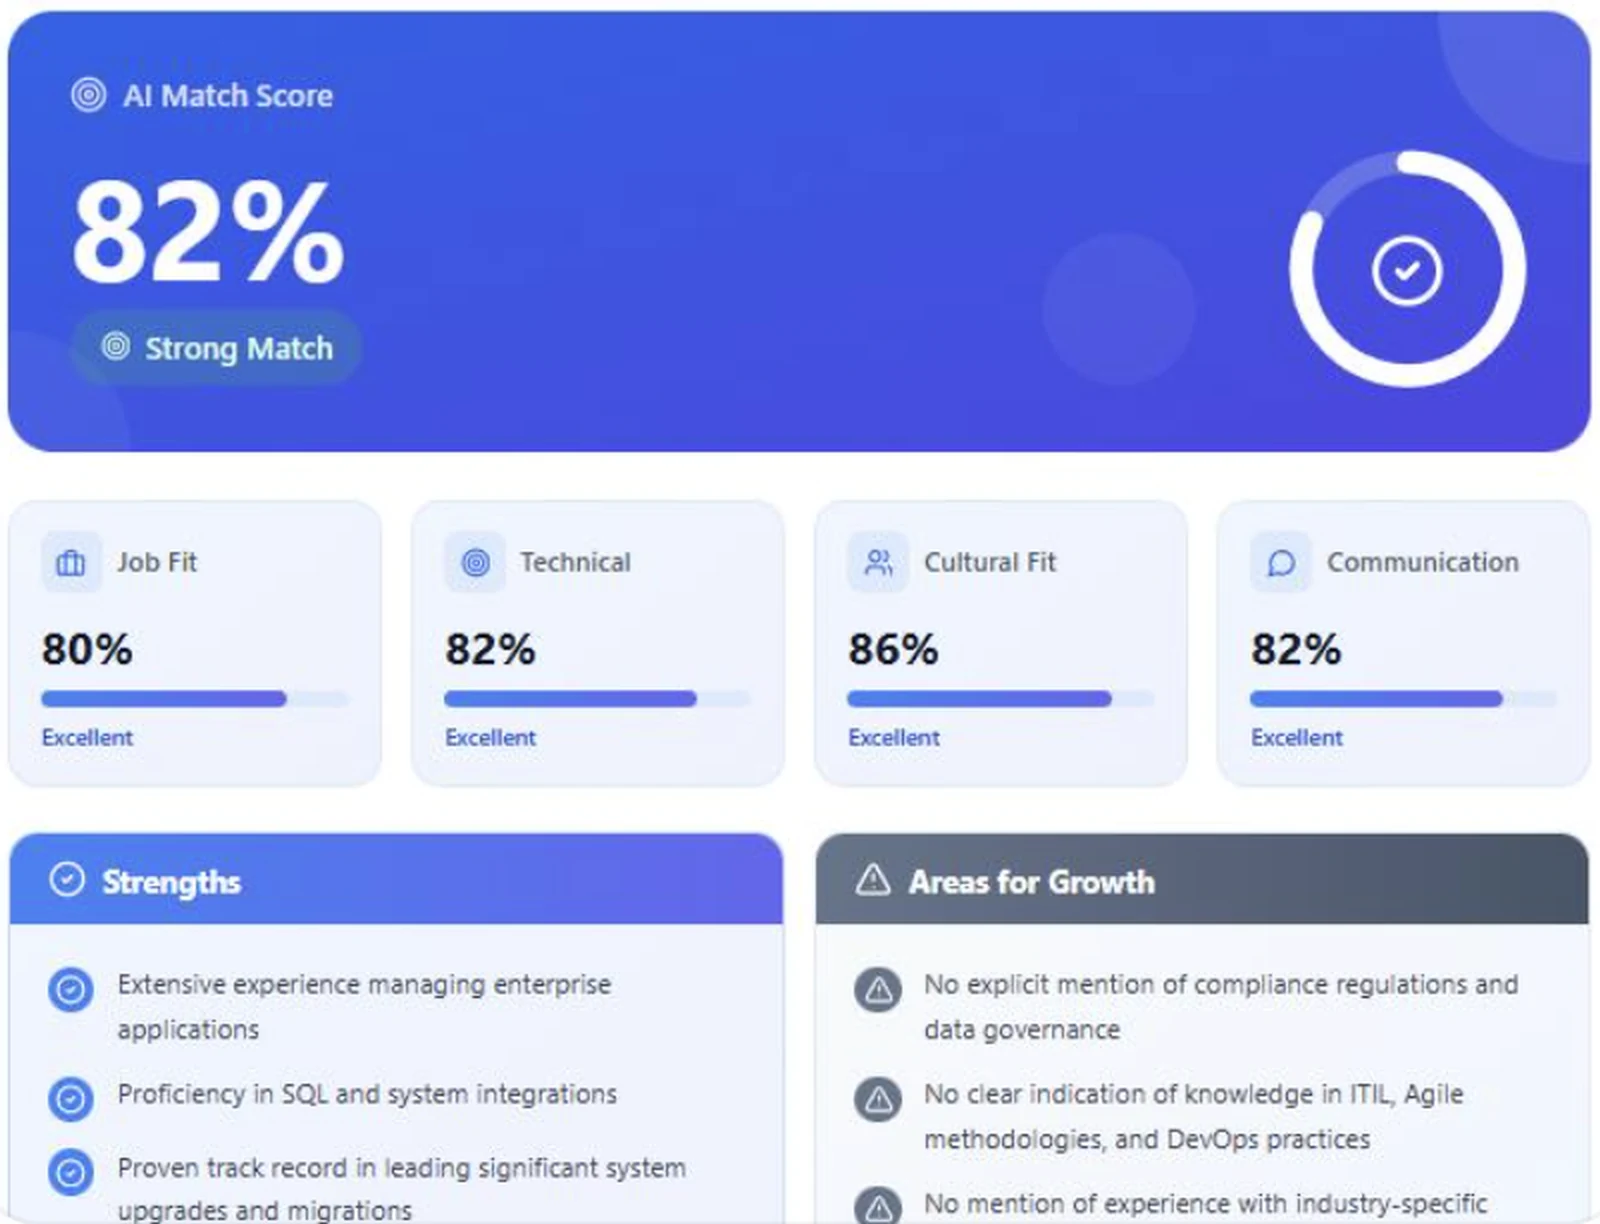 AI Match Score
82%
Strong Match
Job Fit
80%
Excellent
Technical
82%
Excellent
Cultural Fit
86%
Excellent
Communication
82%
Excellent
Strengths
Extensive experience managing enterprise
applications
Proficiency in SQL and system integrations
Proven track record in leading significant system
upgrades and migrations
Areas for Growth
No explicit mention of compliance regulations and
data governance
No clear indication of knowledge in ITIL, Agile
methodologies, and DevOps practices
No mention of experience with industry-specific